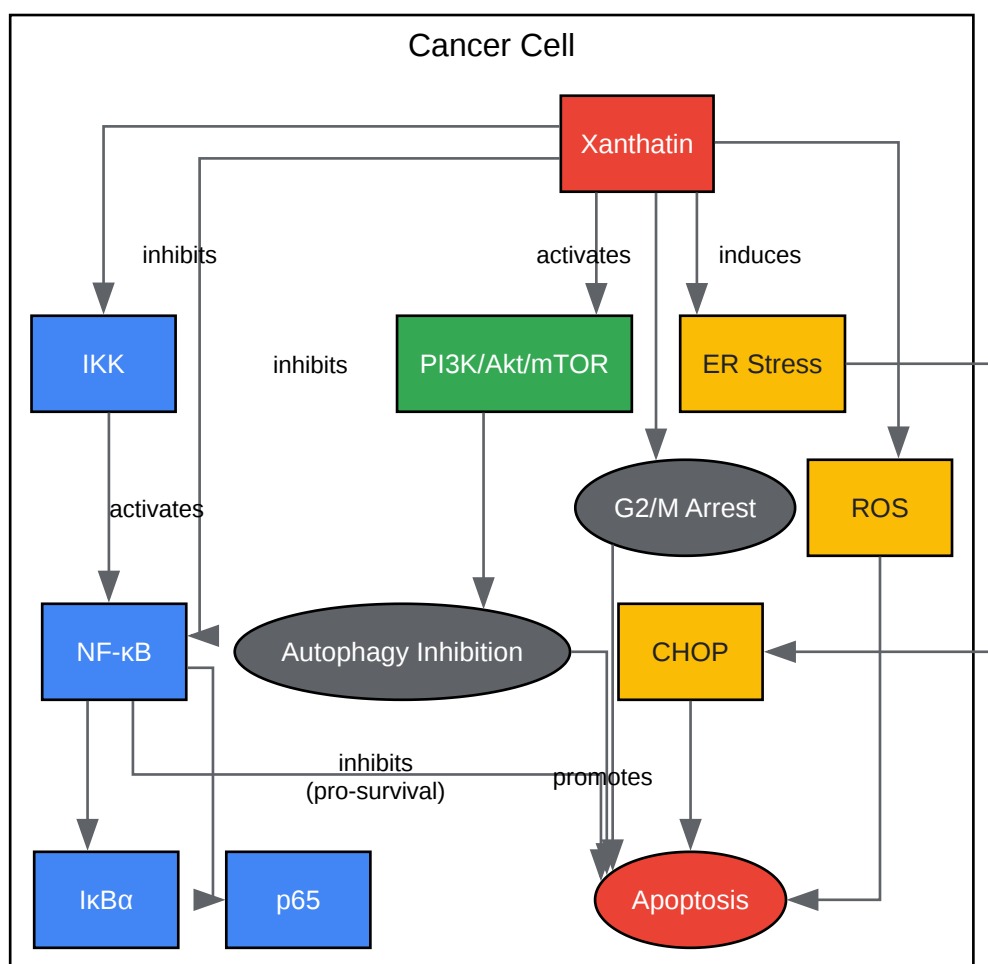 Cancer Cell
Xanthatin
inhibits
activates
induces
IKK
inhibits
PI3K/Akt/mTOR
ER Stress
activates
G2/M Arrest
ROS
NF-κB
Autophagy Inhibition
CHOP
inhibits
(pro-survival)
promotes
IκBα
p65
Apoptosis